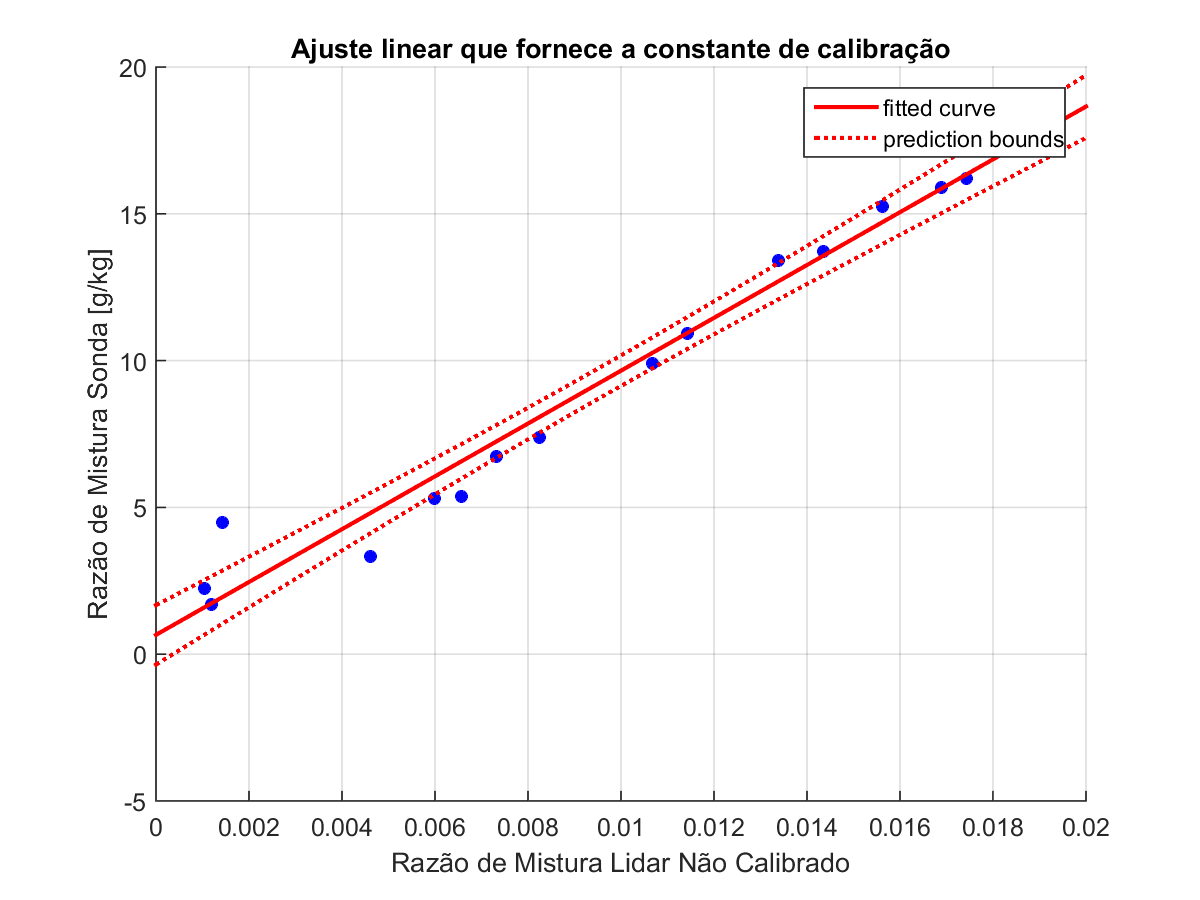 Ajuste linear que fornece a constante de calibração
fitted curve
prediction bounds
Razão de Mistura Sonda [g/kg]
20
15
10
5
0
-5
0 0.002 0.004 0.006 0.008 0.01 0.012 0.014 0.016 0.018 0.02
Razão de Mistura Lidar Não Calibrado